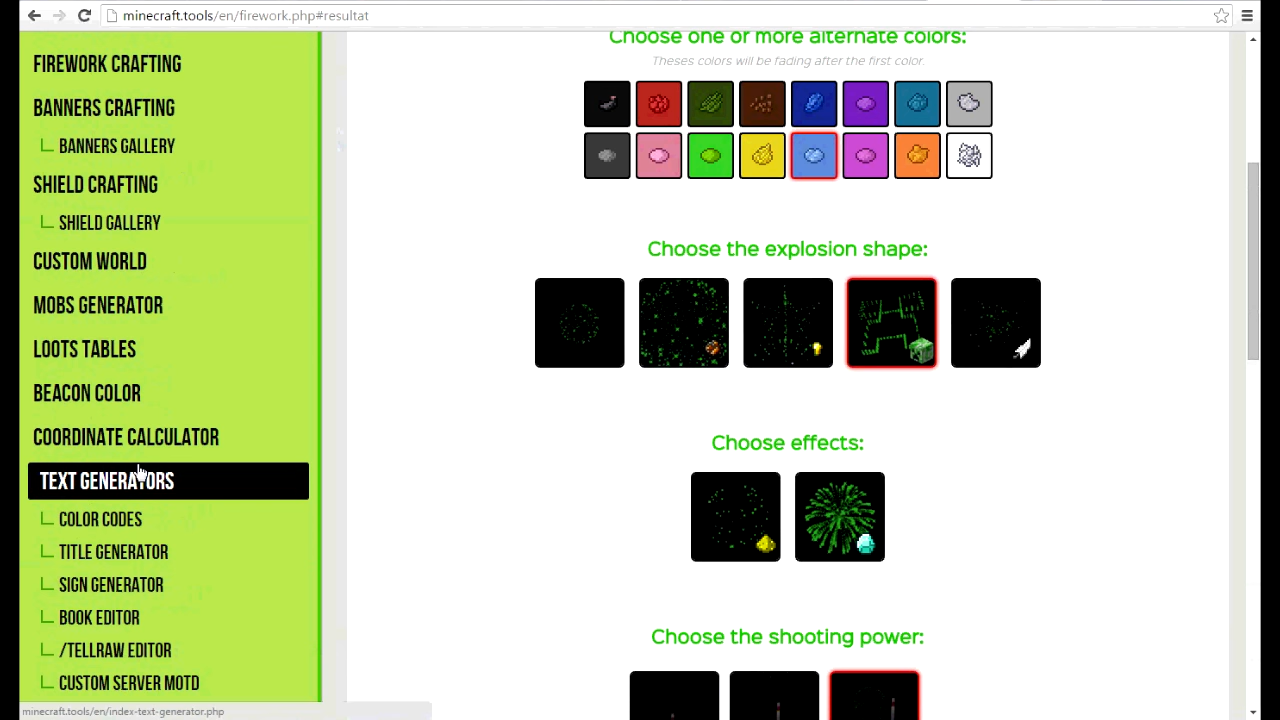 minecraft.tools/en/firework.php#resultat
FIREWORK CRAFTING
BANNERS CRAFTING
BANNERS GALLERY
SHIELD CRAFTING
SHIELD GALLERY
CUSTOM WORLD
MOBS GENERATOR
LOOTS TABLES
BEACON COLOR
COORDINATE CALCULATOR
TEXT GENERATORS
COLOR CODES
TITLE GENERATOR
SIGN GENERATOR
BOOK EDITOR
/TELLRAW EDITOR
CUSTOM SERVER MOTD
minecraft.tools/en/index-text-generator.php
Choose one or more alternate colors:
Theses colors will be fading after the first color.
Choose the explosion shape:
Choose effects:
Choose the shooting power: